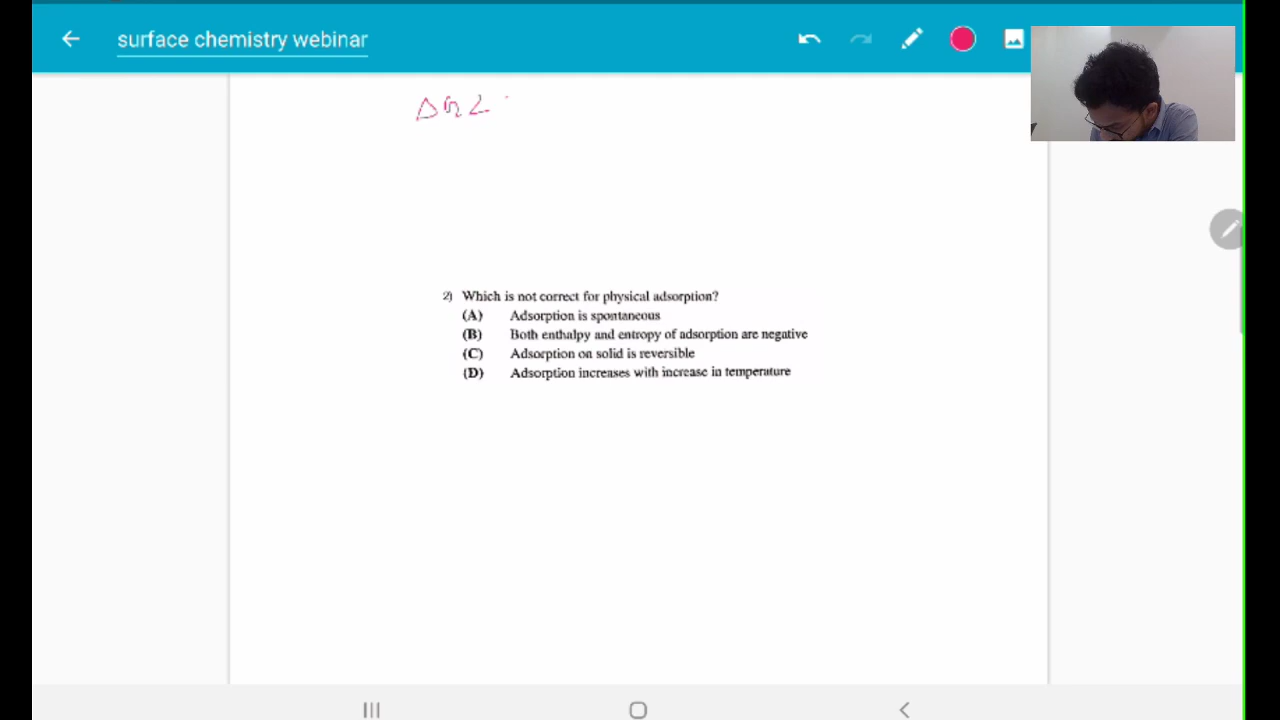 surface chemistry webinar
ΔG <
2) Which is not correct for physical adsorption?
(A) Adsorption is spontaneous
(B) Both enthalpy and entropy of adsorption are negative
(C) Adsorption on solid is reversible
(D) Adsorption increases with increase in temperature